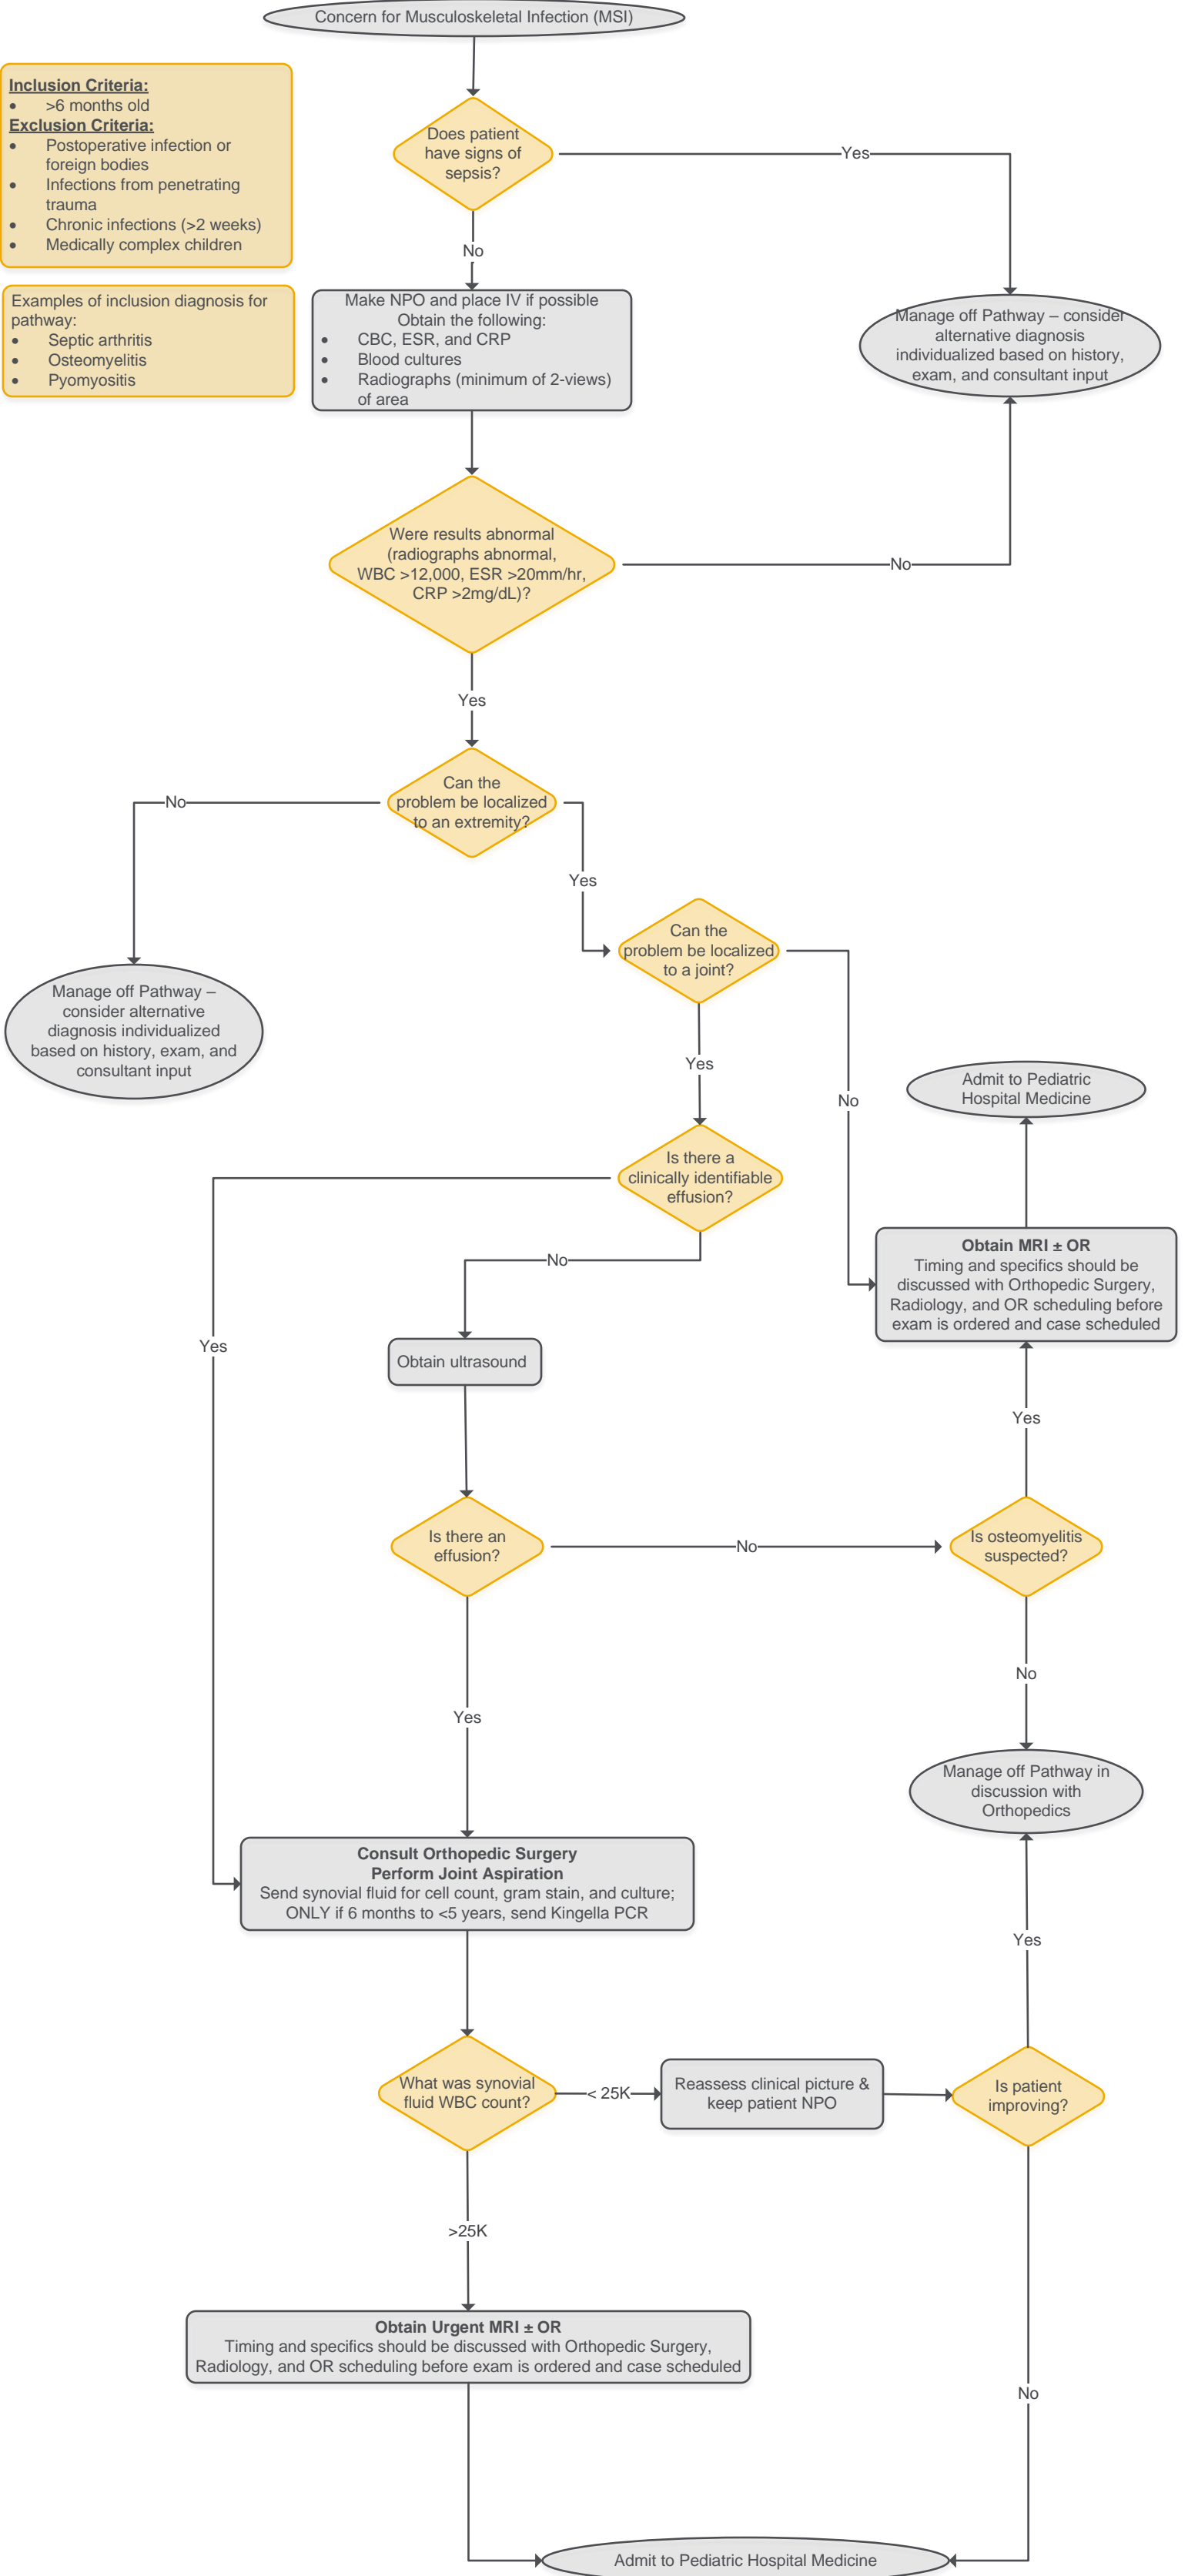 Concern for Musculoskeletal Infection (MSI)
Inclusion Criteria:
• >6 months old
Exclusion Criteria:
• Postoperative infection or
foreign bodies
• Infections from penetrating
trauma
• Chronic infections (>2 weeks)
• Medically complex children
Does patient
have signs of
sepsis?
Yes
No
Examples of inclusion diagnosis for
pathway:
• Septic arthritis
• Osteomyelitis
• Pyomyositis
Make NPO and place IV if possible
Obtain the following:
• CBC, ESR, and CRP
• Blood cultures
• Radiographs (minimum of 2-views)
of area
Manage off Pathway – consider
alternative diagnosis
individualized based on history,
exam, and consultant input
Were results abnormal
(radiographs abnormal,
WBC >12,000, ESR >20mm/hr,
CRP >2mg/dL)?
No
Yes
Can the
problem be localized
to an extremity?
No
Yes
Can the
problem be localized
to a joint?
Manage off Pathway –
consider alternative
diagnosis individualized
based on history, exam, and
consultant input
Yes
No
Admit to Pediatric
Hospital Medicine
Is there a
clinically identifiable
effusion?
No
Yes
Obtain MRI ± OR
Timing and specifics should be
discussed with Orthopedic Surgery,
Radiology, and OR scheduling before
exam is ordered and case scheduled
Obtain ultrasound
Yes
Is there an
effusion?
No
Is osteomyelitis
suspected?
No
Yes
Manage off Pathway in
discussion with
Orthopedics
Consult Orthopedic Surgery
Perform Joint Aspiration
Send synovial fluid for cell count, gram stain, and culture;
ONLY if 6 months to <5 years, send Kingella PCR
Yes
What was synovial
fluid WBC count?
< 25K
Reassess clinical picture &
keep patient NPO
Is patient
improving?
>25K
Obtain Urgent MRI ± OR
Timing and specifics should be discussed with Orthopedic Surgery,
Radiology, and OR scheduling before exam is ordered and case scheduled
No
Admit to Pediatric Hospital Medicine